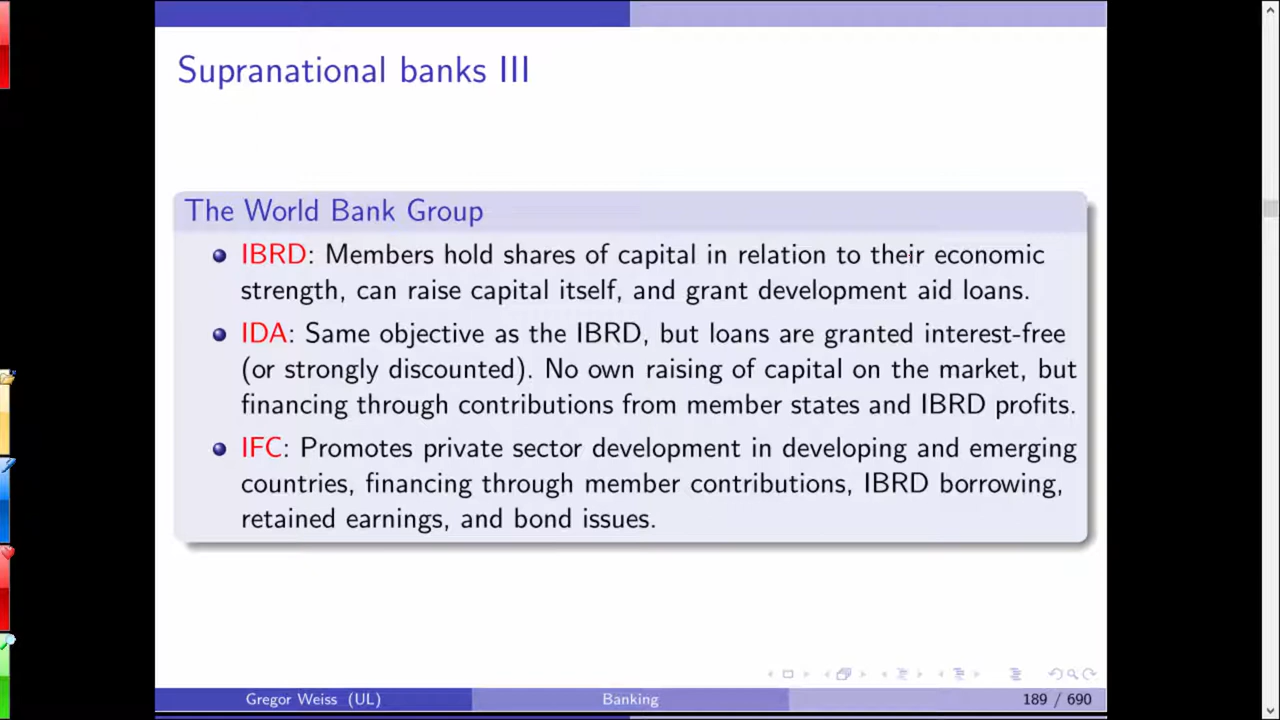 Supranational banks III
The World Bank Group
IBRD: Members hold shares of capital in relation to their economic
strength, can raise capital itself, and grant development aid loans.
IDA: Same objective as the IBRD, but loans are granted interest-free
(or strongly discounted). No own raising of capital on the market, but
financing through contributions from member states and IBRD profits.
IFC: Promotes private sector development in developing and emerging
countries, financing through member contributions, IBRD borrowing,
retained earnings, and bond issues.
Gregor Weiss (UL) Banking 189 / 690